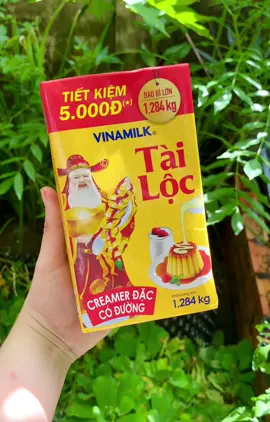 TIẾT KIỆM
5.000Đ(*)
BAO BÌ LỚN
1,284 kg
VINAMILK®
Tài
Lộc
CREAMER ĐẶC
CÓ ĐƯỜNG
1.284 kg